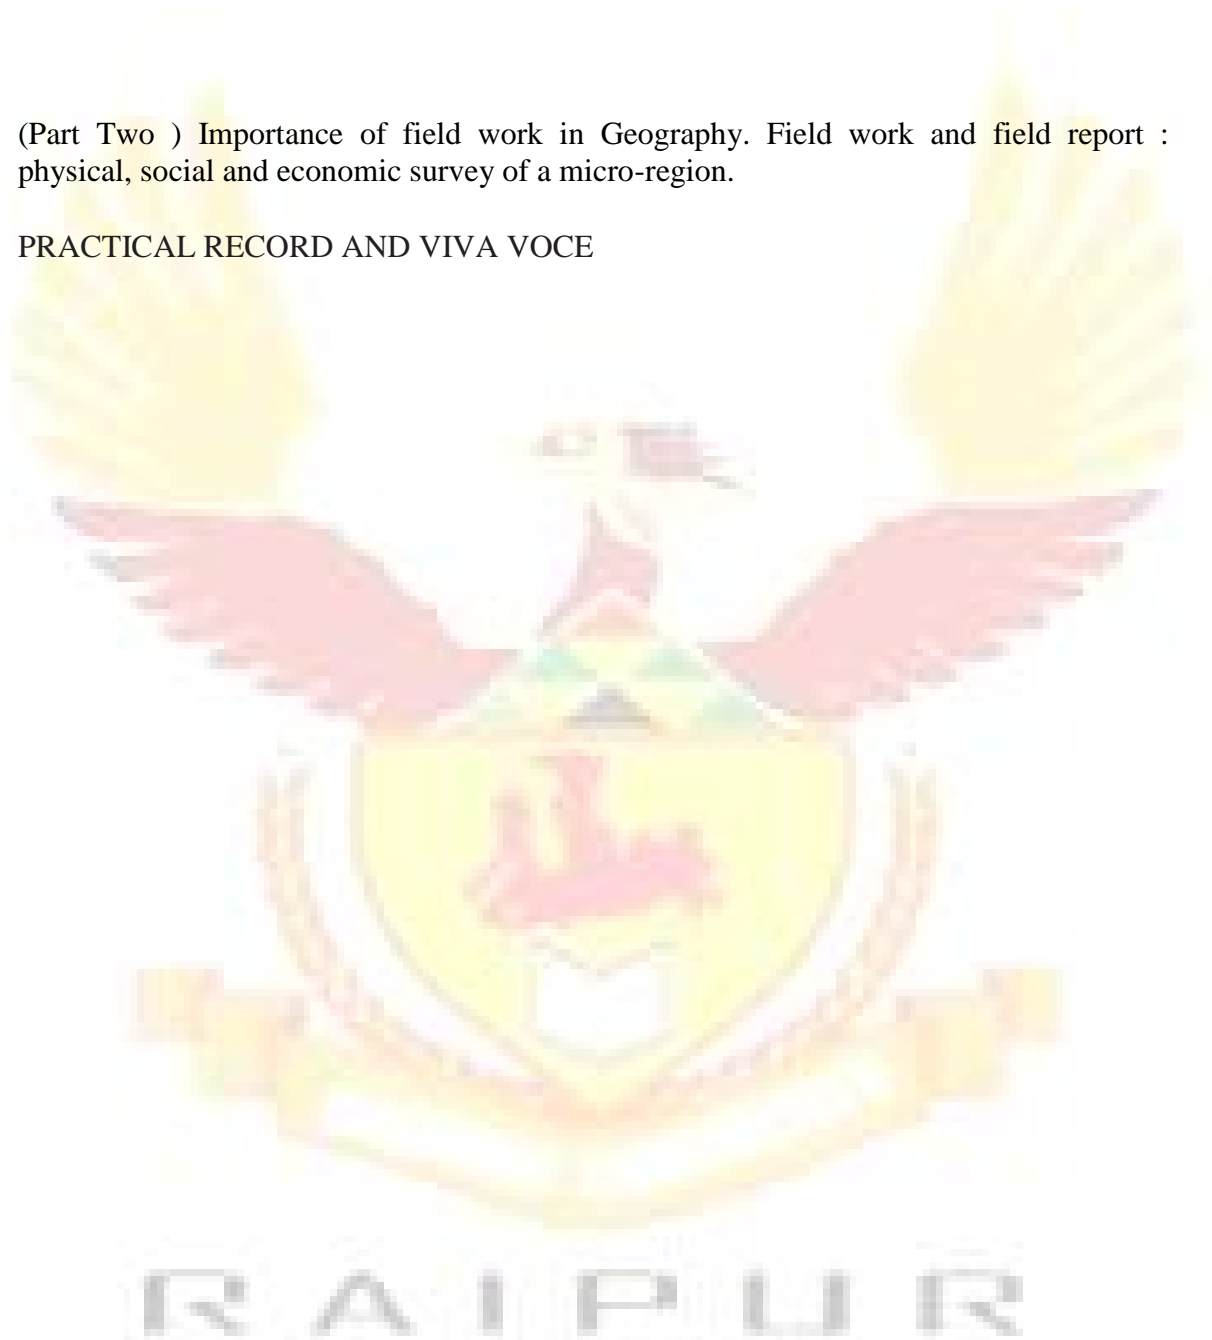 (Part Two ) Importance of field work in Geography. Field work and field report :
physical, social and economic survey of a micro-region.
PRACTICAL RECORD AND VIVA VOCE
RAIPUR